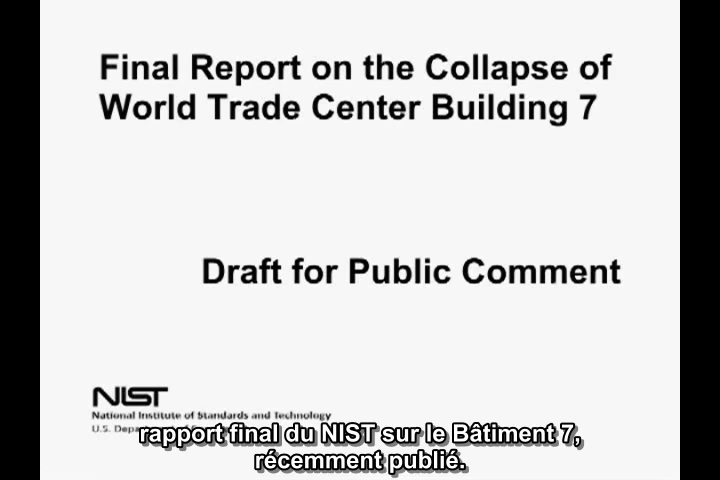 Final Report on the Collapse of
World Trade Center Building 7
Draft for Public Comment
NIST
National Institute of Standards and Technology
U.S.
rapport final du NIST sur le Bâtiment 7,
récemment publié.